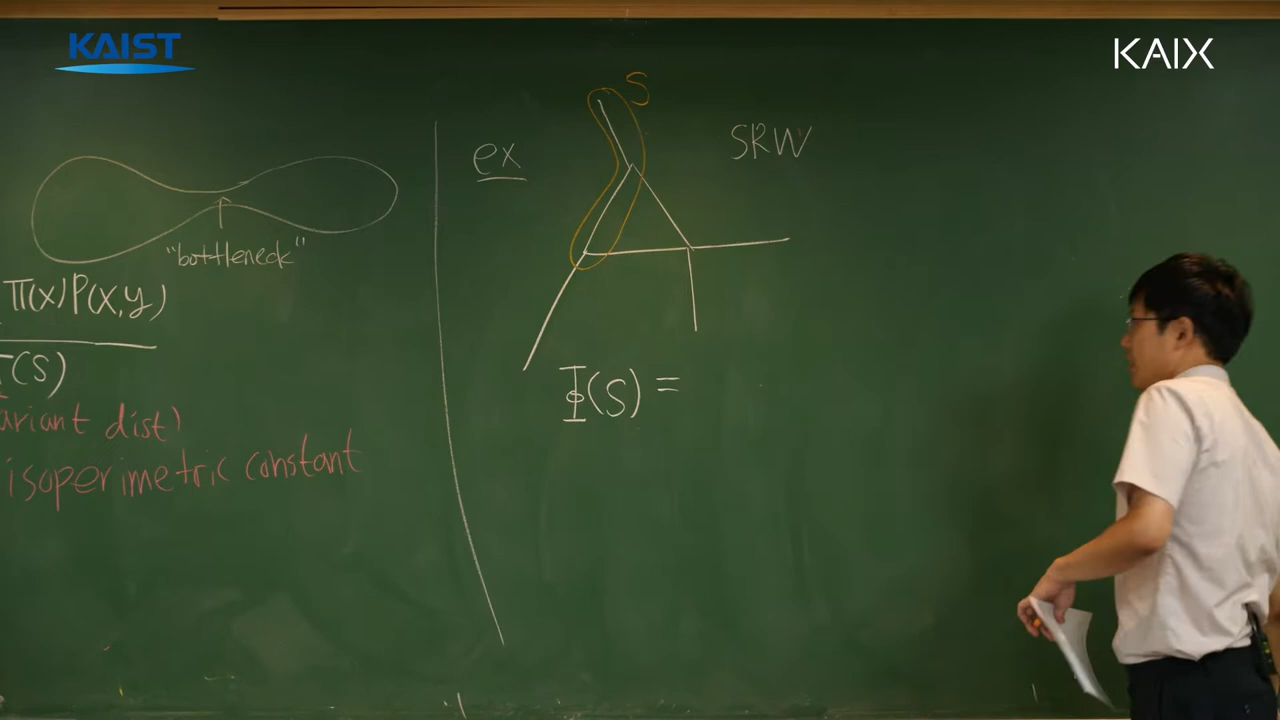 KAIST
KAIX
"bottleneck"
π(x)P(x,y)
(S)
ariant dist)
isoperimetric constant
ex
S
SRW
Φ(S) =